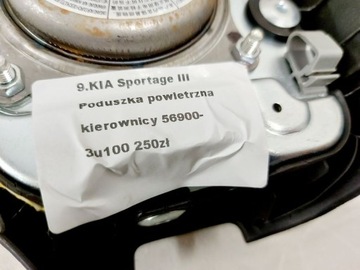 9.KIA Sportage III
Poduszka powietrzna
kierownicy 56900-
3u100 250zł